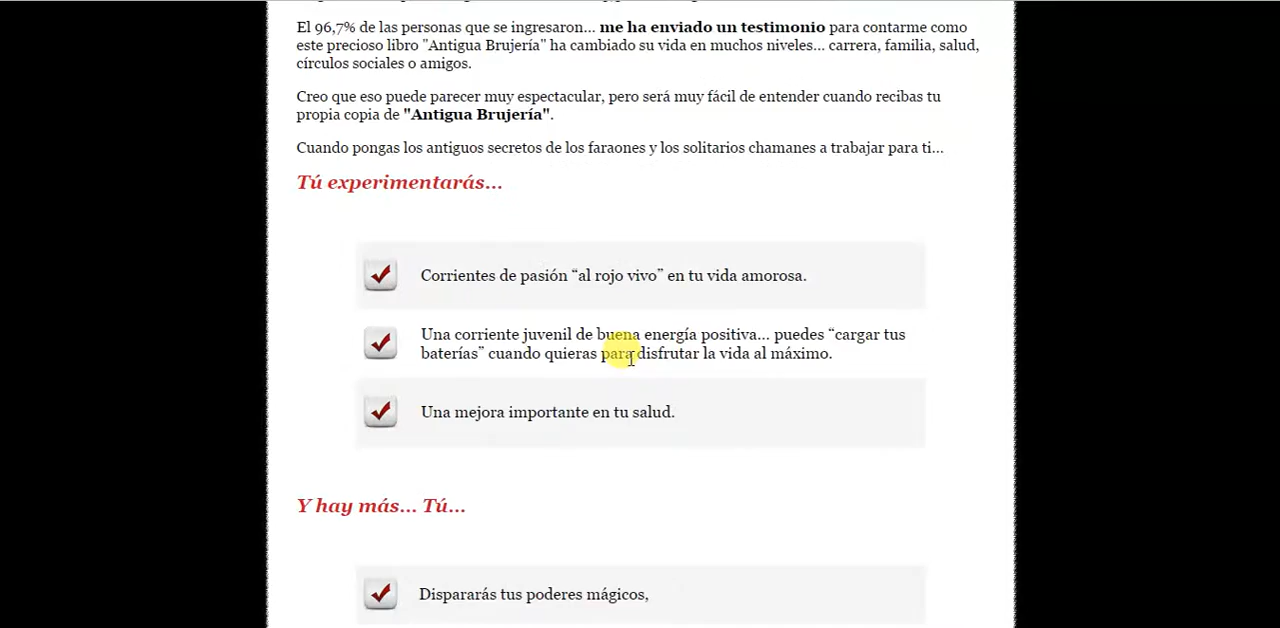 El 96,7% de las personas que se ingresaron... me ha enviado un testimonio para contarme como
este precioso libro "Antigua Brujería" ha cambiado su vida en muchos niveles... carrera, familia, salud,
círculos sociales o amigos.
Creo que eso puede parecer muy espectacular, pero será muy fácil de entender cuando recibas tu
propia copia de "Antigua Brujería".
Cuando pongas los antiguos secretos de los faraones y los solitarios chamanes a trabajar para ti...
Tú experimentarás...
Corrientes de pasión “al rojo vivo” en tu vida amorosa.
Una corriente juvenil de buena energía positiva... puedes “cargar tus
baterías” cuando quieras para disfrutar la vida al máximo.
Una mejora importante en tu salud.
Y hay más... Tú...
Dispararás tus poderes mágicos,